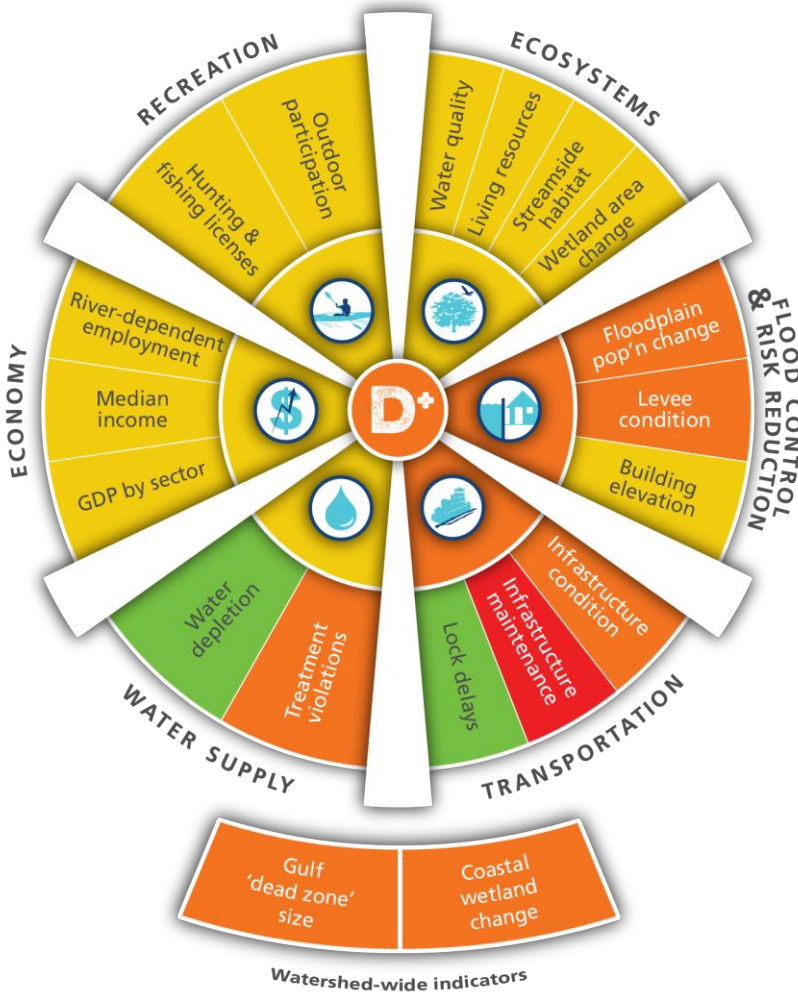 RECREATION
Hunting &
fishing licenses
Outdoor
participation
ECOSYSTEMS
Water quality
Living resources
Streamside
habitat
Wetland area
change
FLOOD CONTROL
& RISK REDUCTION
Floodplain
pop'n change
Levee
condition
Building
elevation
ECONOMY
River-dependent
employment
Median
income
GDP by sector
$
D+
WATER SUPPLY
Water
depletion
Treatment
violations
TRANSPORTATION
Lock delays
Infrastructure
maintenance
Infrastructure
condition
Gulf
‘dead zone’
size
Coastal
wetland
change
Watershed-wide indicators